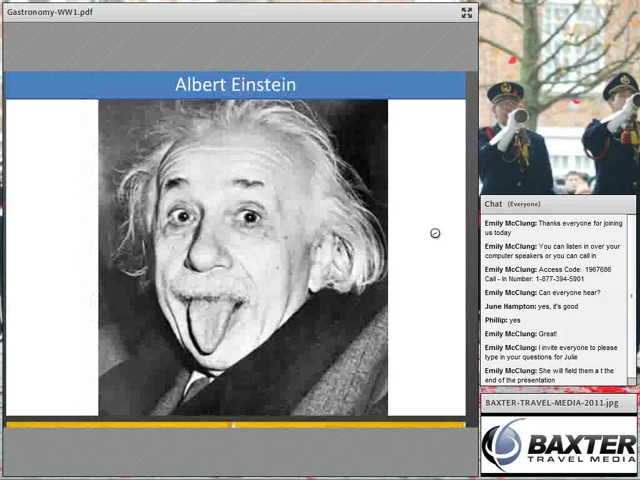 Gastronomy-WW1.pdf
Albert Einstein
Chat (Everyone)
Emily McClung: Thanks everyone for joining
us today
Emily McClung: You can listen in over your
computer speakers or you can call in
Emily McClung: Access Code: 1967686
Call - In Number: 1-877-394-5901
Emily McClung: Can everyone hear?
June Hampton: yes, it's good
Phillip: yes
Emily McClung: Great!
Emily McClung: I invite everyone to please
type in your questions for Julie
Emily McClung: She will field them a t the
end of the presentation
BAXTER-TRAVEL-MEDIA-2011.jpg
BAXTER
TRAVEL MEDIA